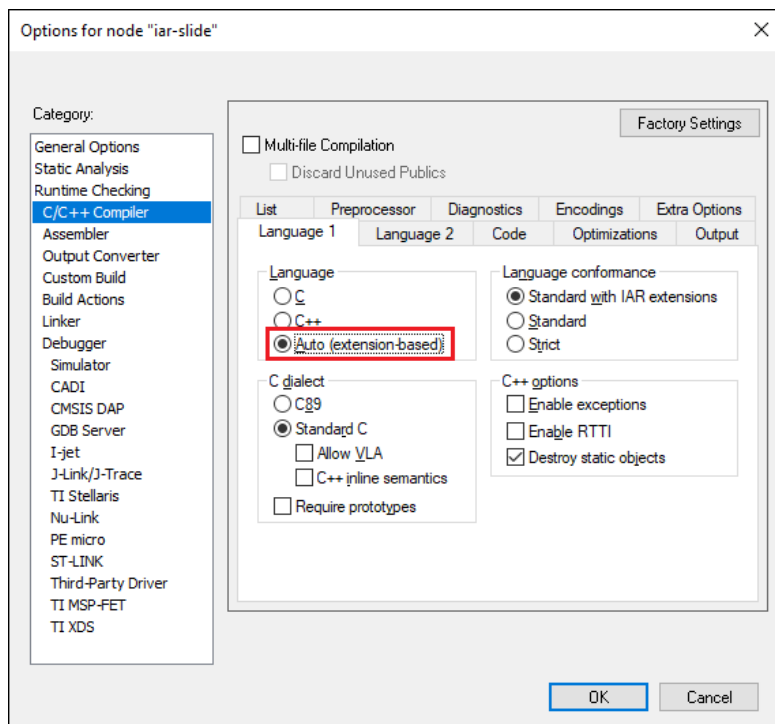 Options for node "iar-slide"
Category:
General Options
Static Analysis
Runtime Checking
C/C++ Compiler
Assembler
Output Converter
Custom Build
Build Actions
Linker
Debugger
Simulator
CADI
CMSIS DAP
GDB Server
I-jet
J-Link/J-Trace
TI Stellaris
Nu-Link
PE micro
ST-LINK
Third-Party Driver
TI MSP-FET
TI XDS
Factory Settings
Multi-file Compilation
Discard Unused Publics
List Preprocessor Diagnostics Encodings Extra Options
Language 1 Language 2 Code Optimizations Output
Language
C
C++
Auto (extension-based)
Language conformance
Standard with IAR extensions
Standard
Strict
C dialect
C89
Standard C
Allow VLA
C++ inline semantics
Require prototypes
C++ options
Enable exceptions
Enable RTTI
Destroy static objects
OK Cancel